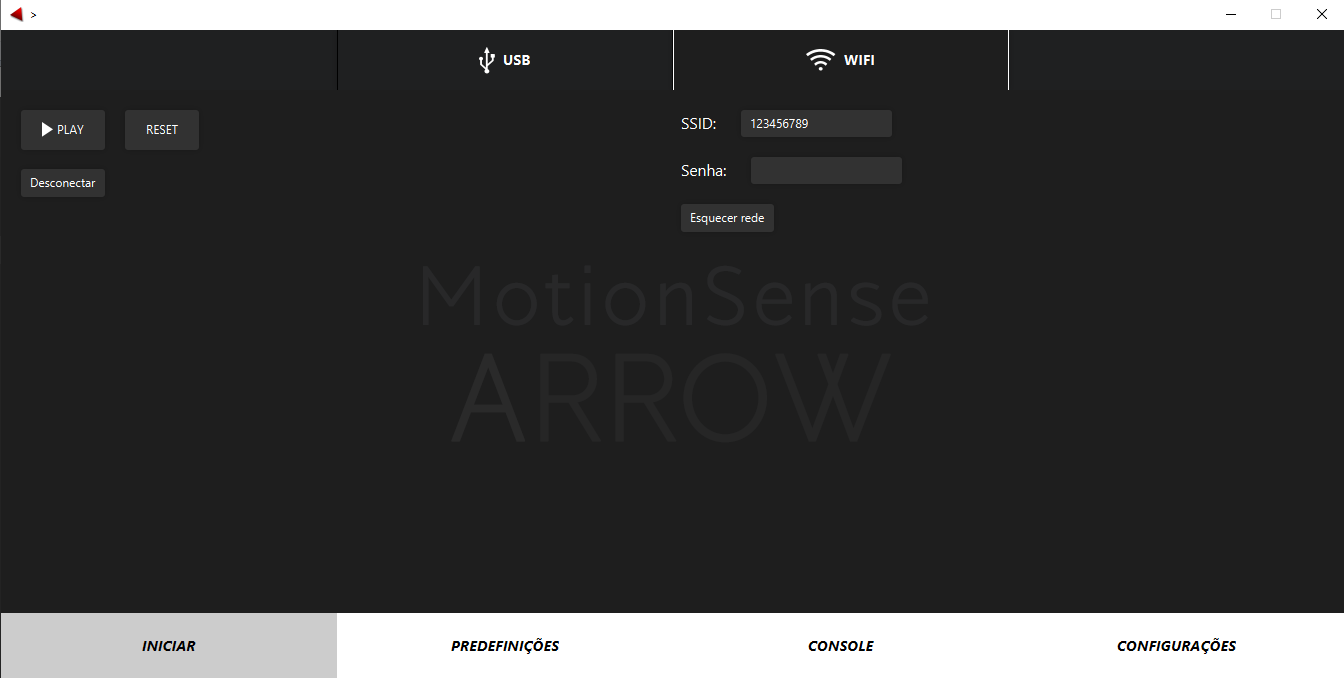 >
USB
WIFI
PLAY
RESET
SSID:
123456789
Desconectar
Senha:
Esquecer rede
MotionSense
ARROW
INICIAR
PREDEFINIÇÕES
CONSOLE
CONFIGURAÇÕES